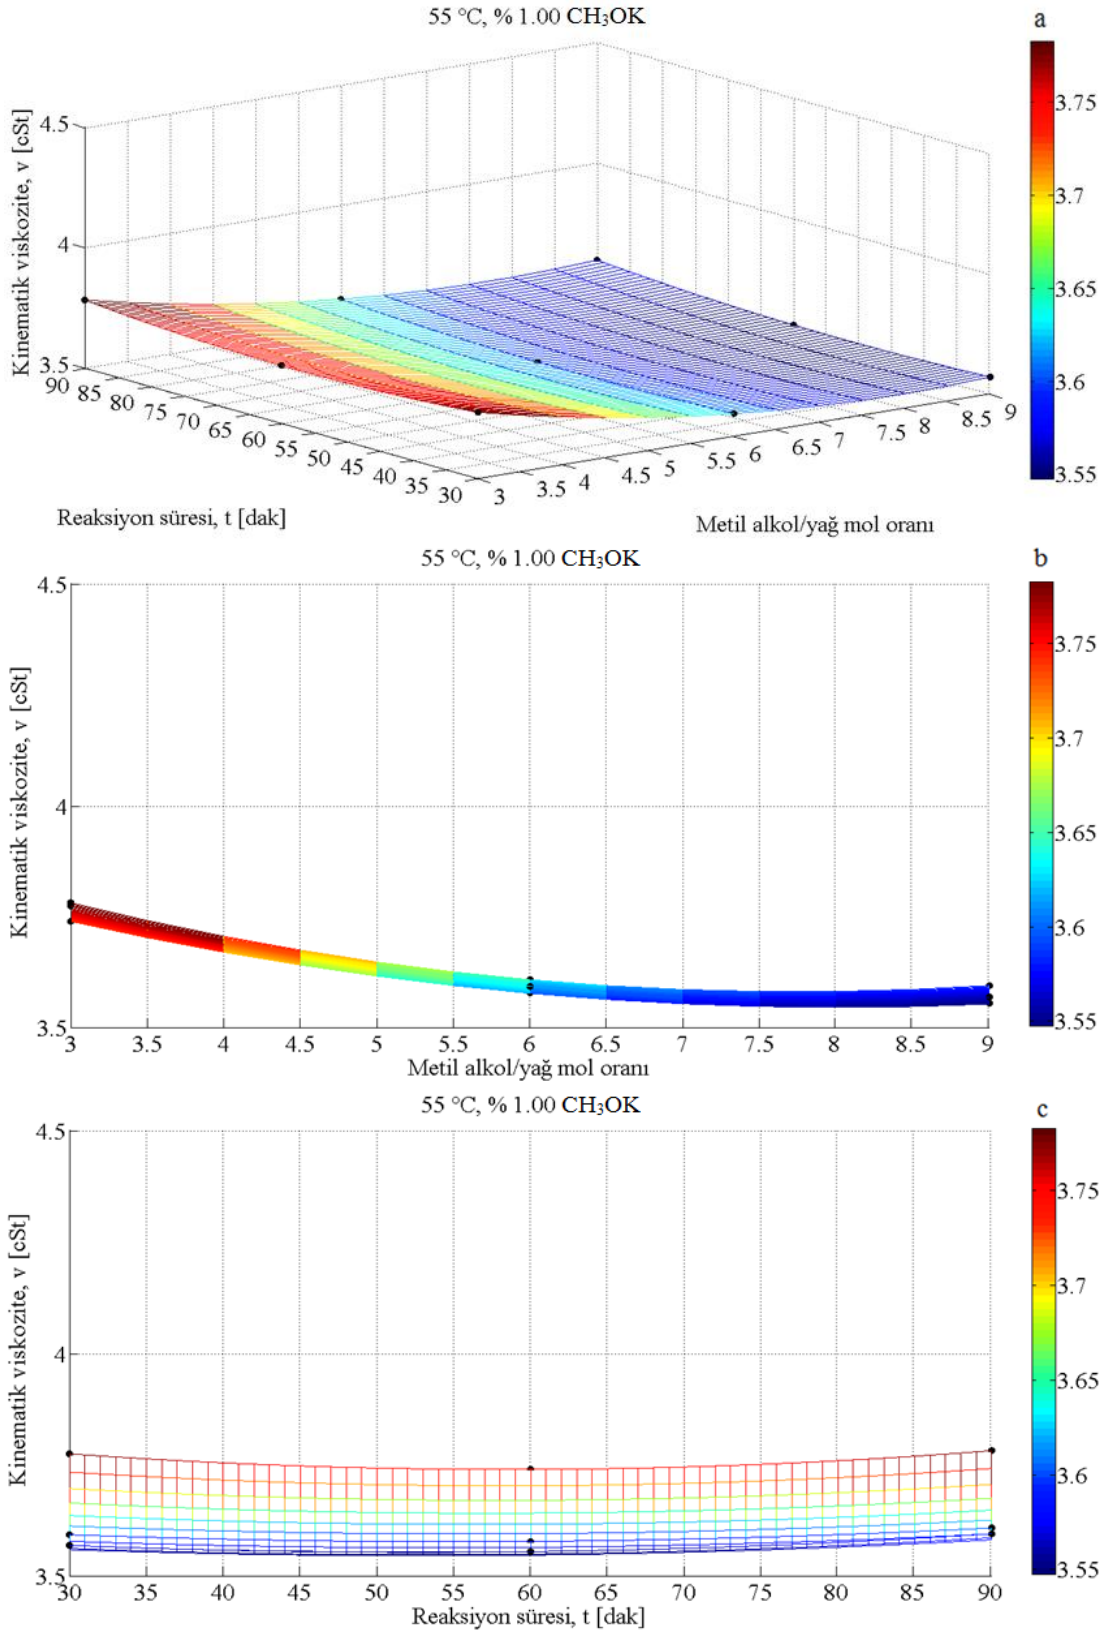 55 °C, % 1.00 CH₃OK
a
Kinematik viskozite, v [cSt]
4.5
4
3.5
90 85 80 75 70 65 60 55 50 45 40 35 30
3 3.5 4 4.5 5 5.5 6 6.5 7 7.5 8 8.5 9
Reaksiyon süresi, t [dak]
Metil alkol/yağ mol oranı
3.75
3.7
3.65
3.6
3.55
55 °C, % 1.00 CH₃OK
b
Kinematik viskozite, v [cSt]
4.5
4
3.5
3 3.5 4 4.5 5 5.5 6 6.5 7 7.5 8 8.5 9
Metil alkol/yağ mol oranı
3.75
3.7
3.65
3.6
3.55
55 °C, % 1.00 CH₃OK
c
Kinematik viskozite, v [cSt]
4.5
4
3.5
30 35 40 45 50 55 60 65 70 75 80 85 90
Reaksiyon süresi, t [dak]
3.75
3.7
3.65
3.6
3.55